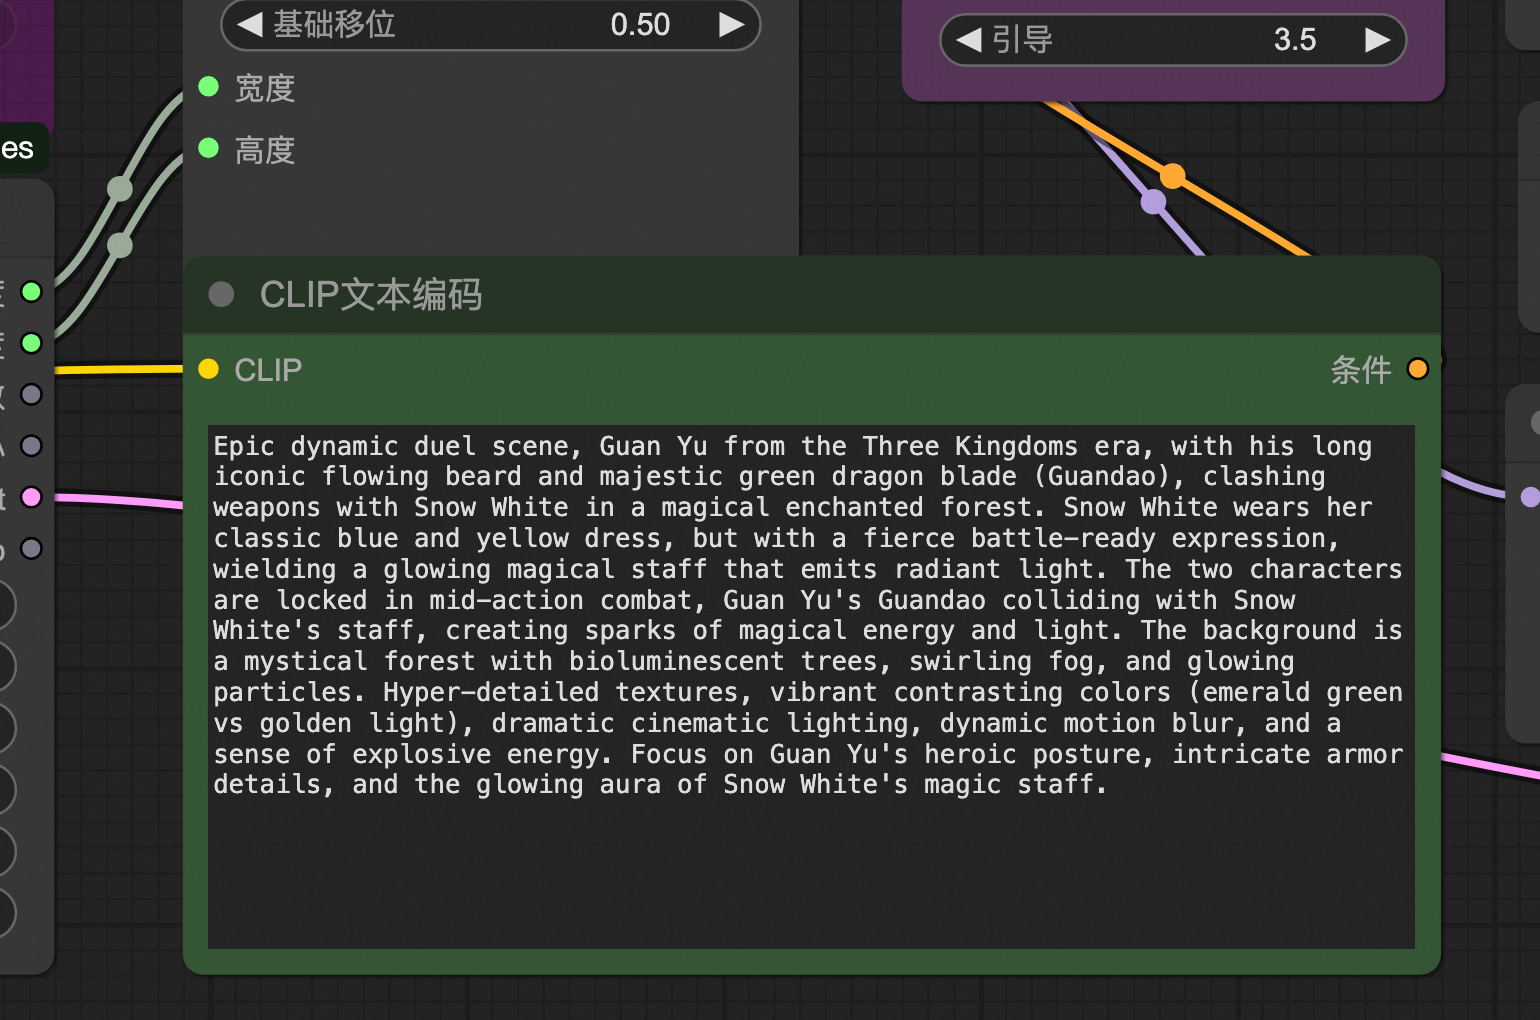 基础移位 0.50
引导 3.5
宽度
高度
es
CLIP文本编码
CLIP
条件
Epic dynamic duel scene, Guan Yu from the Three Kingdoms era, with his long
iconic flowing beard and majestic green dragon blade (Guandao), clashing
weapons with Snow White in a magical enchanted forest. Snow White wears her
classic blue and yellow dress, but with a fierce battle-ready expression,
wielding a glowing magical staff that emits radiant light. The two characters
are locked in mid-action combat, Guan Yu's Guandao colliding with Snow
White's staff, creating sparks of magical energy and light. The background is
a mystical forest with bioluminescent trees, swirling fog, and glowing
particles. Hyper-detailed textures, vibrant contrasting colors (emerald green
vs golden light), dramatic cinematic lighting, dynamic motion blur, and a
sense of explosive energy. Focus on Guan Yu's heroic posture, intricate armor
details, and the glowing aura of Snow White's magic staff.